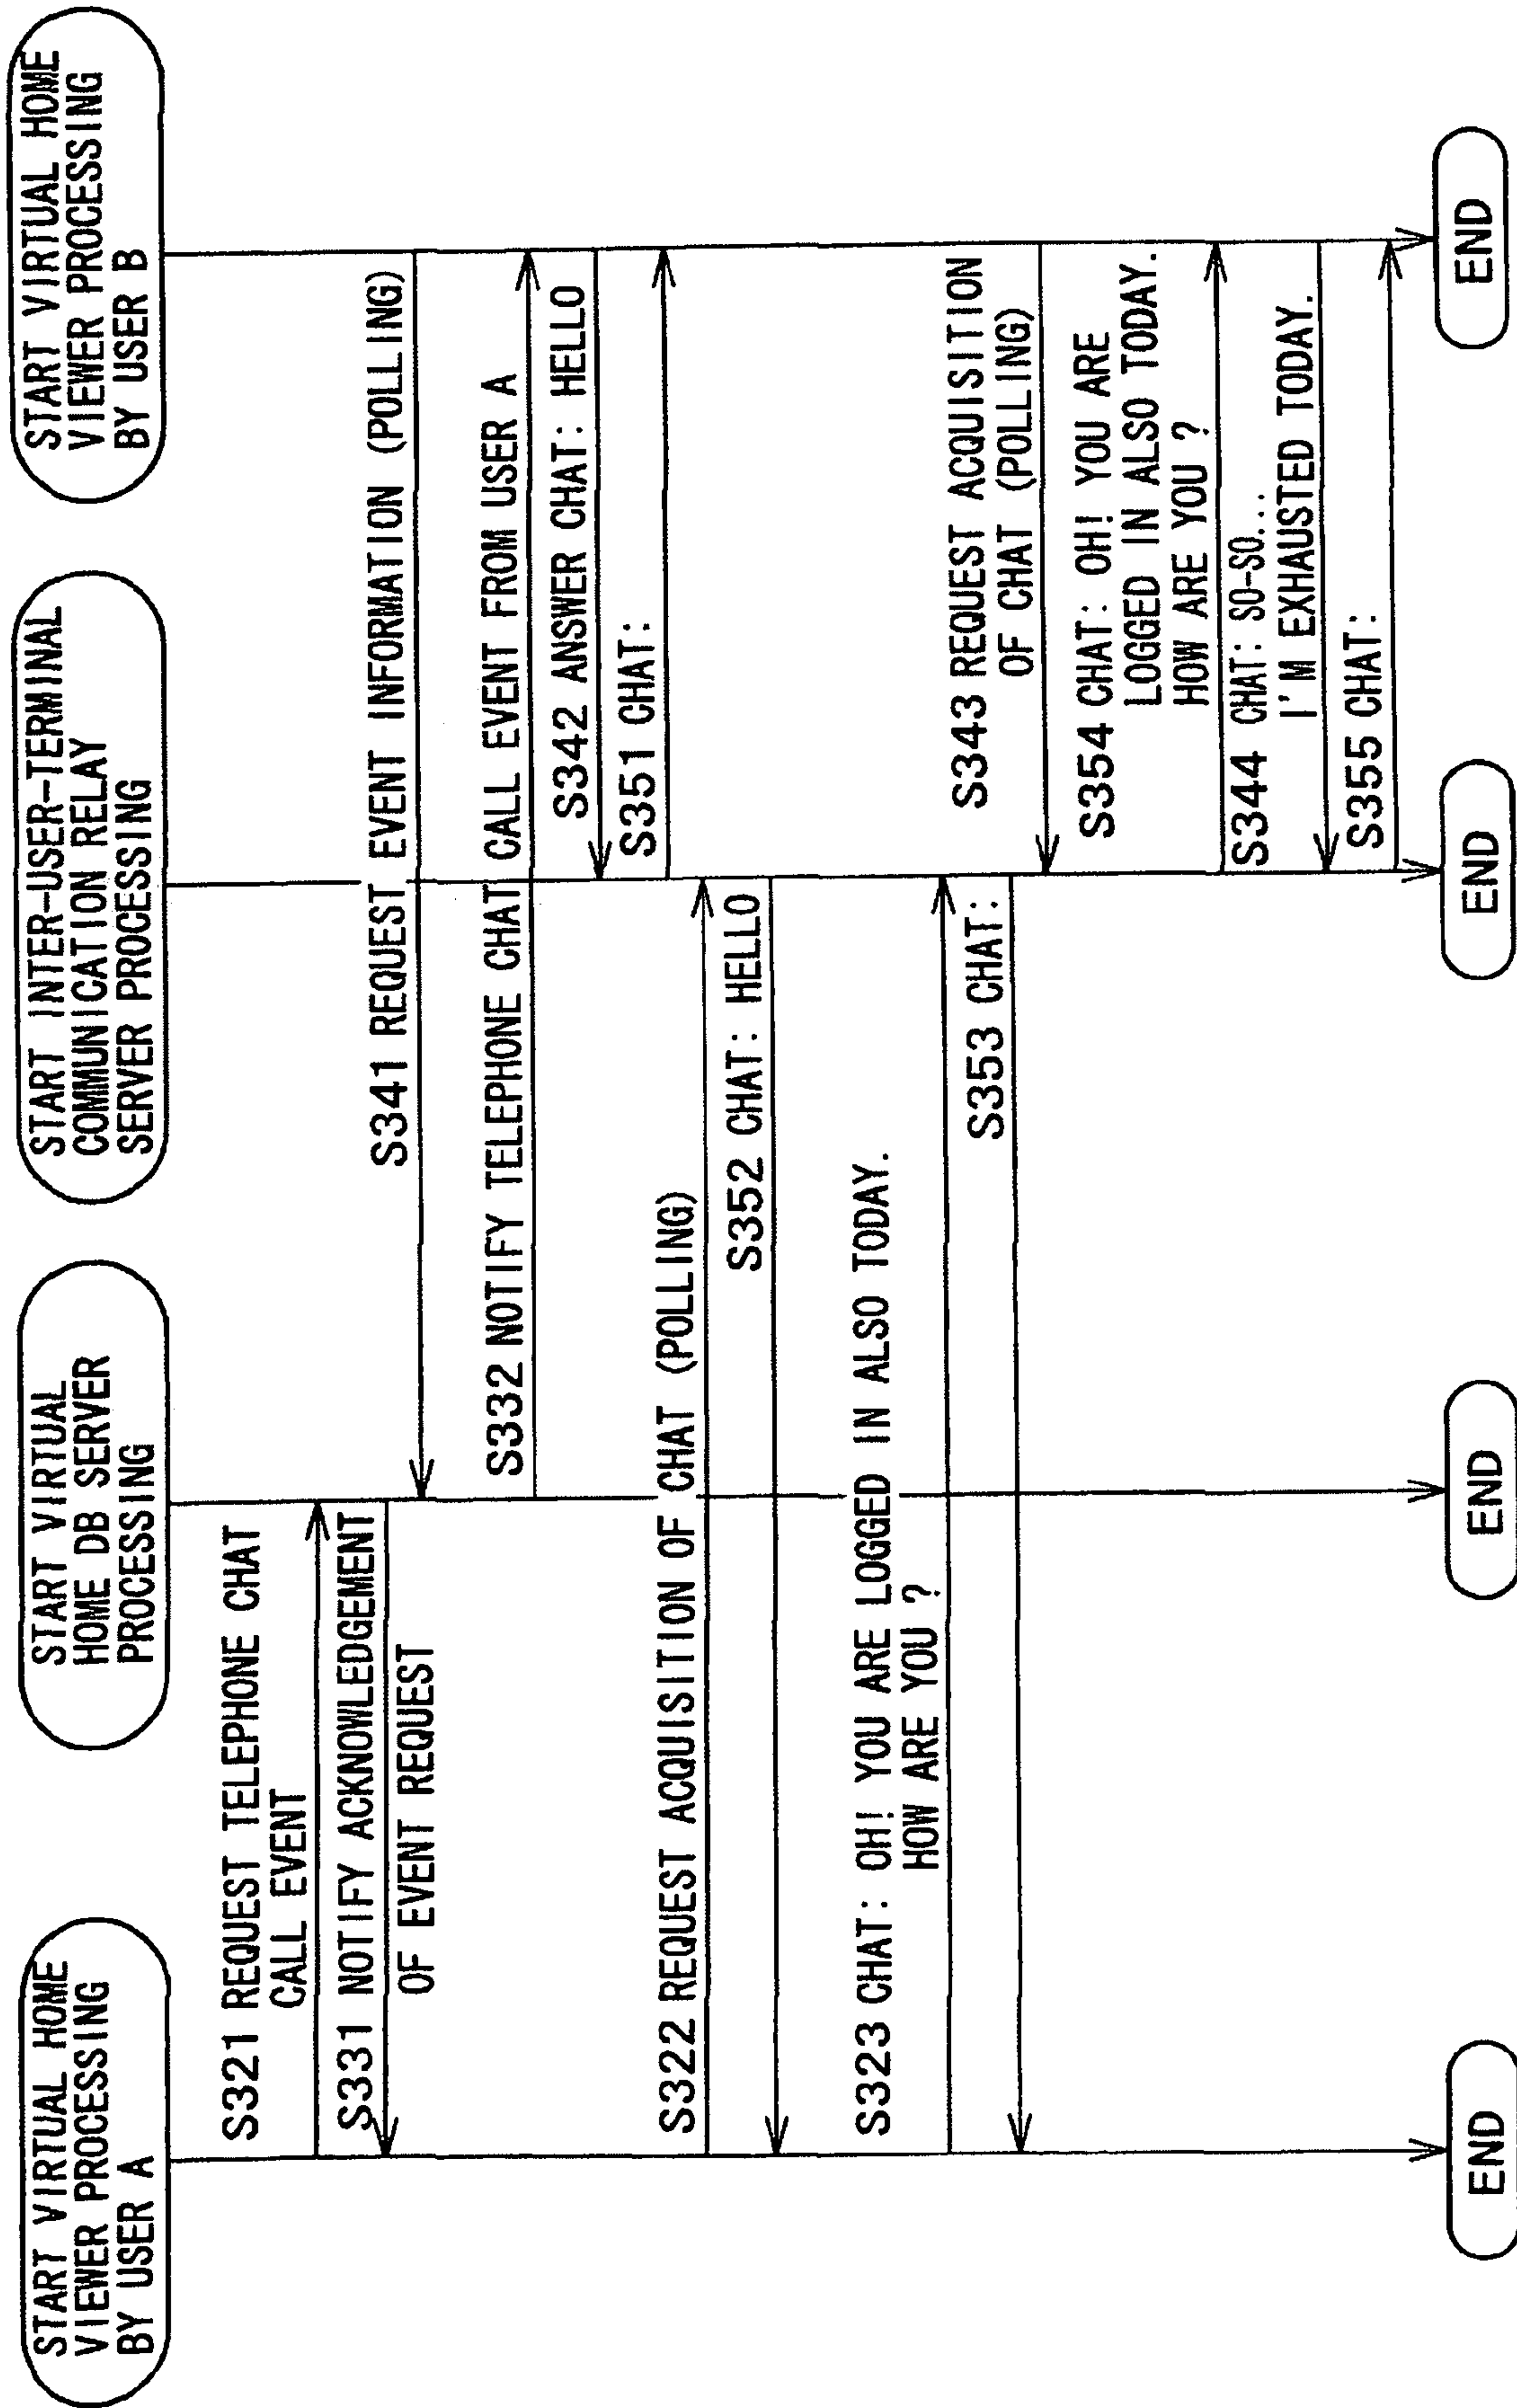 START VIRTUAL HOME
VIEWER PROCESSING
BY USER A
START VIRTUAL
HOME DB SERVER
PROCESSING
START INTER-USER-TERMINAL
COMMUNICATION RELAY
SERVER PROCESSING
START VIRTUAL HOME
VIEWER PROCESSING
BY USER B
S321 REQUEST TELEPHONE CHAT
CALL EVENT
S331 NOTIFY ACKNOWLEDGEMENT
OF EVENT REQUEST
S341 REQUEST EVENT INFORMATION (POLLING)
S332 NOTIFY TELEPHONE CHAT CALL EVENT FROM USER A
S342 ANSWER CHAT: HELLO
S351 CHAT:
S322 REQUEST ACQUISITION OF CHAT (POLLING)
S352 CHAT: HELLO
S323 CHAT: OH! YOU ARE LOGGED IN ALSO TODAY.
HOW ARE YOU ?
S353 CHAT:
S343 REQUEST ACQUISITION
OF CHAT (POLLING)
S354 CHAT: OH! YOU ARE
LOGGED IN ALSO TODAY.
HOW ARE YOU ?
S344 CHAT: SO-SO...
I'M EXHAUSTED TODAY.
S355 CHAT:
END
END
END
END